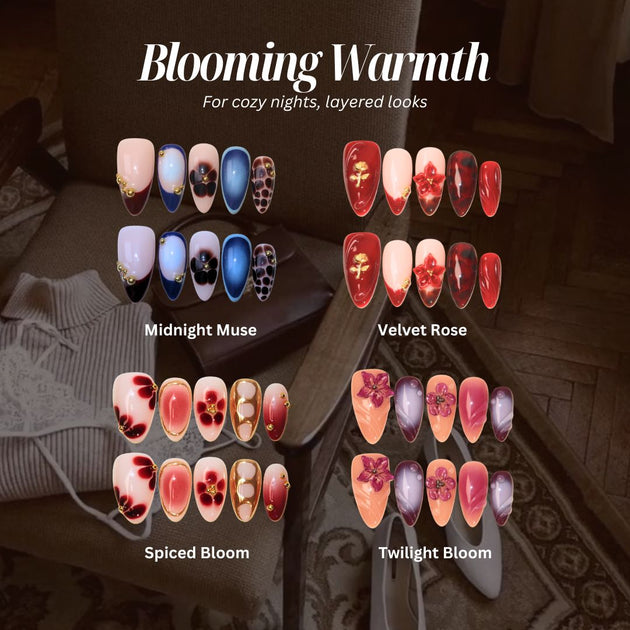 Blooming Warmth
For cozy nights, layered looks
Midnight Muse
Velvet Rose
Spiced Bloom
Twilight Bloom